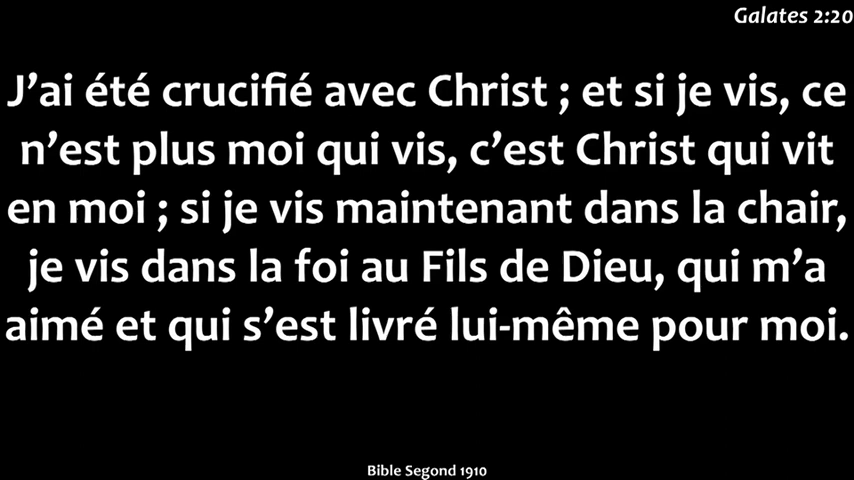 Galates 2:20
J’ai été crucifié avec Christ ; et si je vis, ce
n’est plus moi qui vis, c’est Christ qui vit
en moi ; si je vis maintenant dans la chair,
je vis dans la foi au Fils de Dieu, qui m’a
aimé et qui s’est livré lui-même pour moi.
Bible Segond 1910